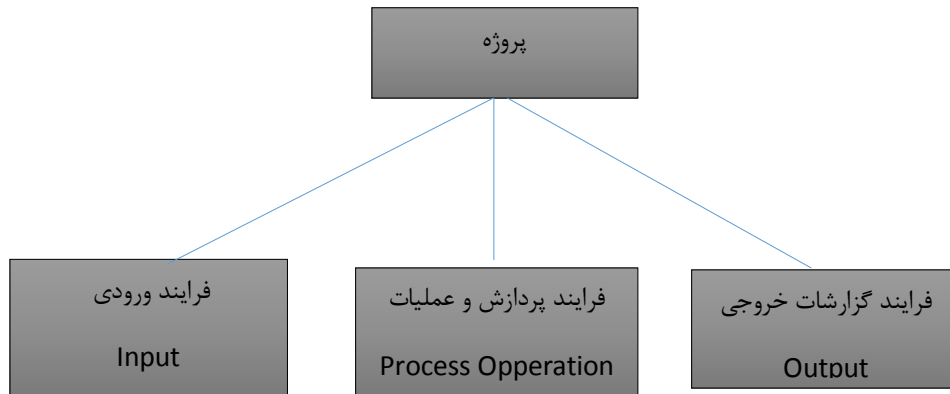 پروژه
فرایند ورودی
Input
فرایند پردازش و عملیات
Process Opperation
فرایند گزارشات خروجی
Output